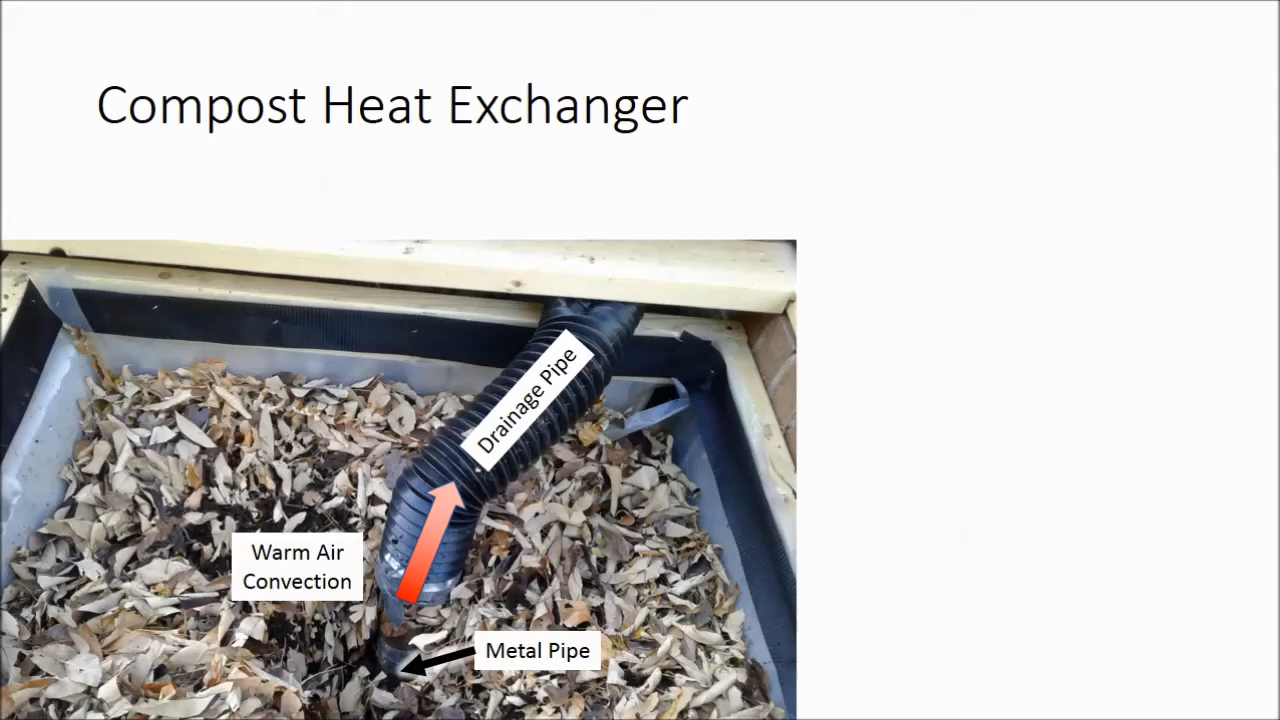 Compost Heat Exchanger
Drainage Pipe
Warm Air
Convection
Metal Pipe